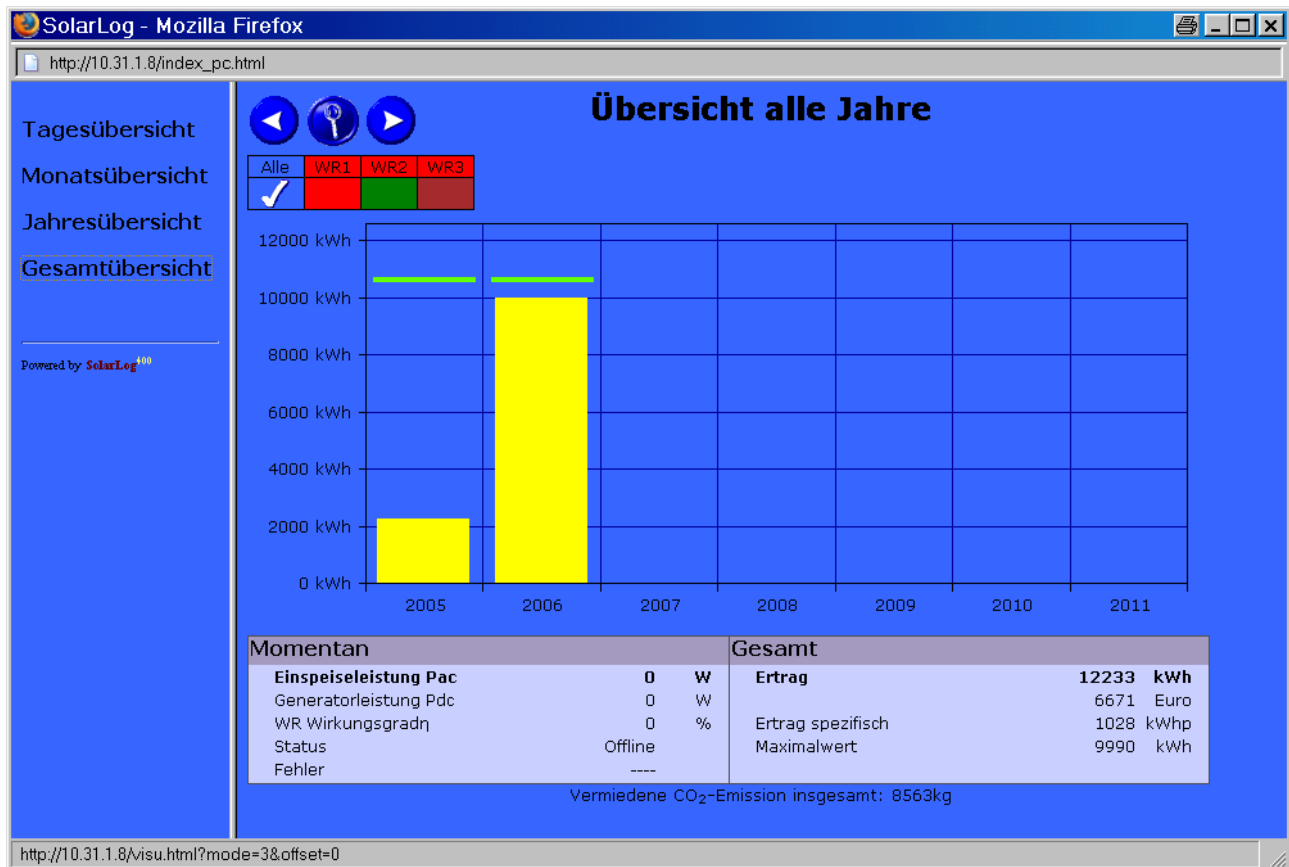 SolarLog - Mozilla Firefox
http://10.31.1.8/index_pc.html
Tagesübersicht
Monatsübersicht
Jahresübersicht
Gesamtübersicht
Powered by SolarLog400
Übersicht alle Jahre
Alle WR1 WR2 WR3
12000 kWh
10000 kWh
8000 kWh
6000 kWh
4000 kWh
2000 kWh
0 kWh
2005 2006 2007 2008 2009 2010 2011
Momentan Gesamt
Einspeiseleistung Pac 0 W Ertrag 12233 kWh
Generatorleistung Pdc 0 W 6671 Euro
WR Wirkungsgradη 0 % Ertrag spezifisch 1028 kWhp
Status Offline Maximalwert 9990 kWh
Fehler ----
Vermiedene CO₂-Emission insgesamt: 8563kg
http://10.31.1.8/visu.html?mode=3&offset=0